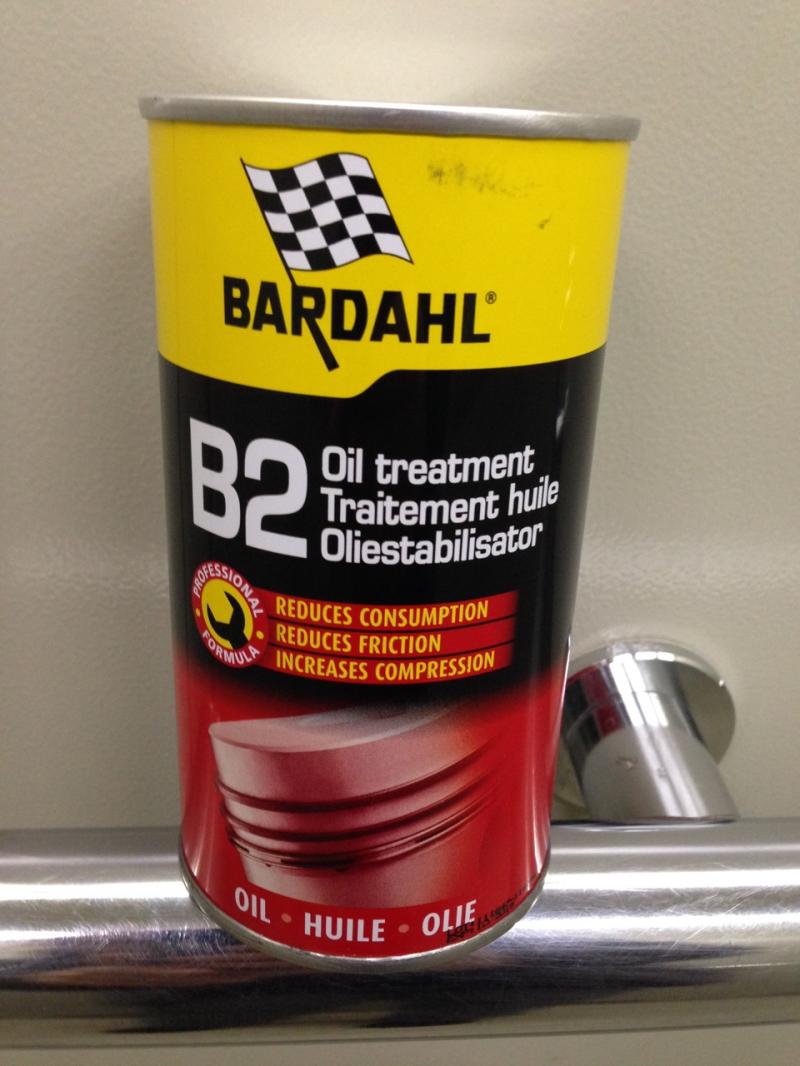 BARDAHL®
B2
Oil treatment
Traitement huile
Oliestabilisator
PROFESSIONAL
FORMULA
REDUCES CONSUMPTION
REDUCES FRICTION
INCREASES COMPRESSION
OIL • HUILE • OLIE